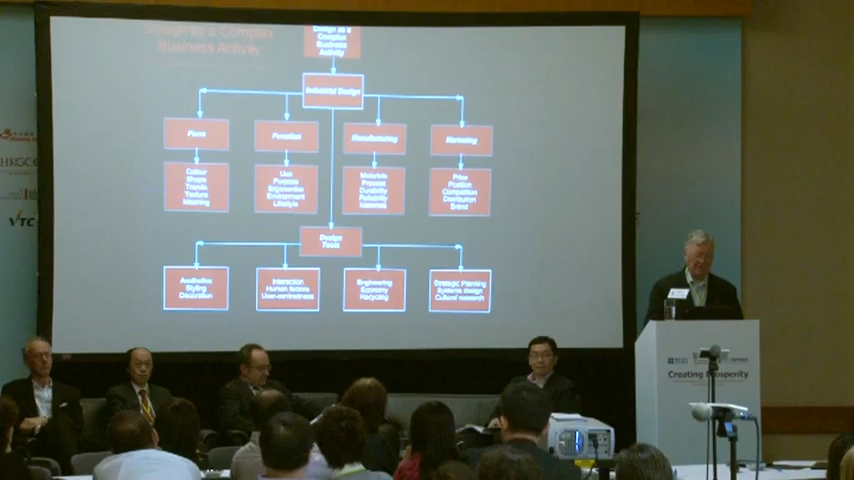 Design as a Complex
Business Activity
Design as a
Complex
Business
Activity
Industrial Design
Form
Function
Manufacturing
Marketing
Colour
Shape
Trends
Texture
Meaning
Use
Purpose
Ergonomics
Environment
Lifestyle
Materials
Process
Durability
Reliability
Materials
Price
Position
Competition
Distribution
Brand
Design
Tools
Aesthetics
Styling
Decoration
Interaction
Human factors
User-centredness
Engineering
Economy
Recycling
Strategic Planning
Systems design
Cultural research
HKGCC
VTC
Creating Prosperity